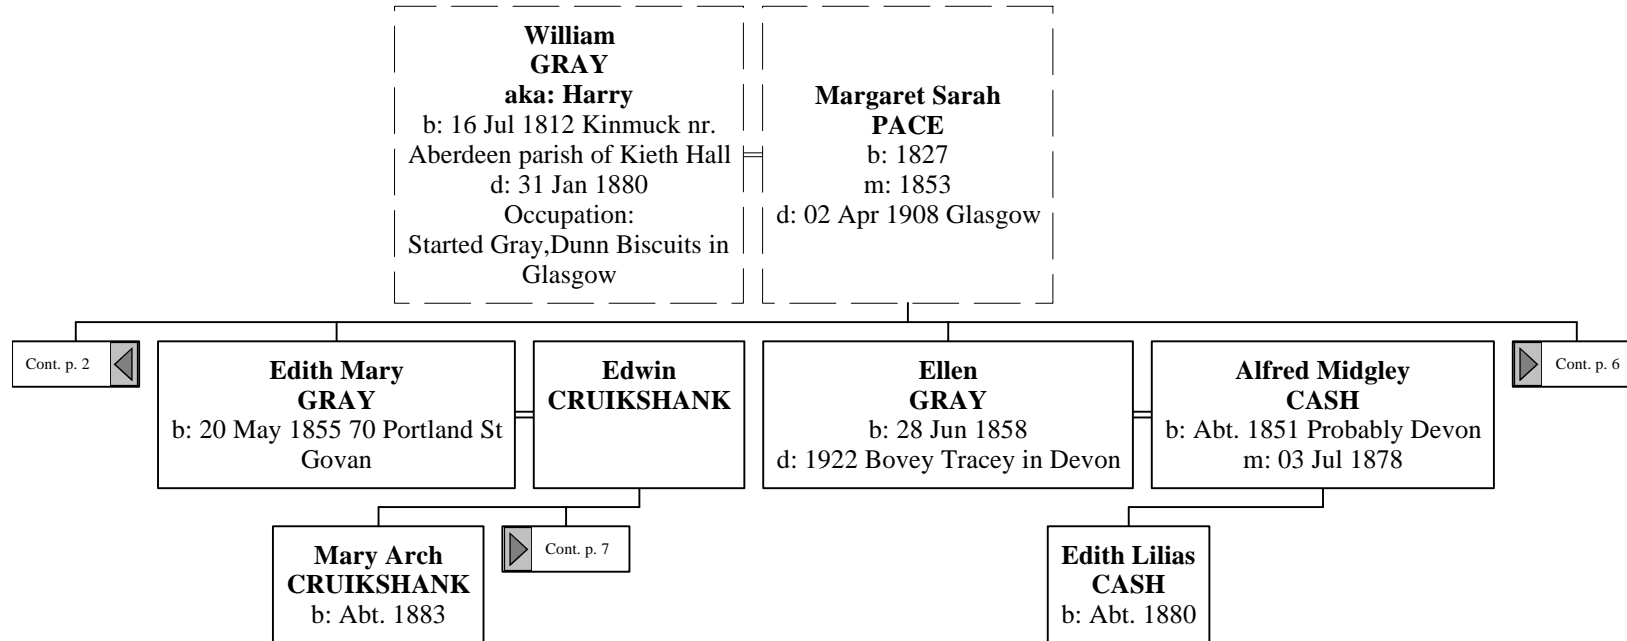 William
GRAY
aka: Harry
b: 16 Jul 1812 Kinmuck nr.
Aberdeen parish of Kieth Hall
d: 31 Jan 1880
Occupation:
Started Gray,Dunn Biscuits in
Glasgow
Margaret Sarah
PACE
b: 1827
m: 1853
d: 02 Apr 1908 Glasgow
Cont. p. 2
Edith Mary
GRAY
b: 20 May 1855 70 Portland St
Govan
Edwin
CRUIKSHANK
Ellen
GRAY
b: 28 Jun 1858
d: 1922 Bovey Tracey in Devon
Alfred Midgley
CASH
b: Abt. 1851 Probably Devon
m: 03 Jul 1878
Cont. p. 6
Mary Arch
CRUIKSHANK
b: Abt. 1883
Cont. p. 7
Edith Lilias
CASH
b: Abt. 1880